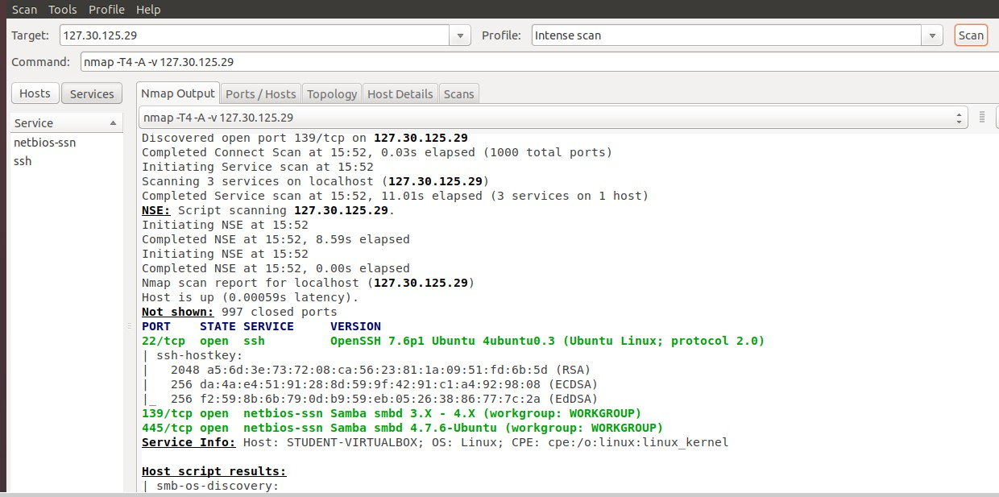 Scan Tools Profile Help
Target: 127.30.125.29 Profile: Intense scan Scan
Command: nmap -T4 -A -v 127.30.125.29
Hosts Services Nmap Output Ports / Hosts Topology Host Details Scans
Service
netbios-ssn
ssh
nmap -T4 -A -v 127.30.125.29
Discovered open port 139/tcp on 127.30.125.29
Completed Connect Scan at 15:52, 0.03s elapsed (1000 total ports)
Initiating Service scan at 15:52
Scanning 3 services on localhost (127.30.125.29)
Completed Service scan at 15:52, 11.01s elapsed (3 services on 1 host)
NSE: Script scanning 127.30.125.29.
Initiating NSE at 15:52
Completed NSE at 15:52, 8.59s elapsed
Initiating NSE at 15:52
Completed NSE at 15:52, 0.00s elapsed
Nmap scan report for localhost (127.30.125.29)
Host is up (0.00059s latency).
Not shown: 997 closed ports
PORT    STATE SERVICE     VERSION
22/tcp  open  ssh         OpenSSH 7.6p1 Ubuntu 4ubuntu0.3 (Ubuntu Linux; protocol 2.0)
| ssh-hostkey:
|   2048 a5:6d:3e:73:72:08:ca:56:23:81:1a:09:51:fd:6b:5d (RSA)
|   256 da:4a:e4:51:91:28:8d:59:9f:42:91:c1:a4:92:98:08 (ECDSA)
|_  256 f2:59:8b:6b:79:0d:b9:59:eb:05:26:38:86:77:7c:2a (EdDSA)
139/tcp open  netbios-ssn Samba smbd 3.X - 4.X (workgroup: WORKGROUP)
445/tcp open  netbios-ssn Samba smbd 4.7.6-Ubuntu (workgroup: WORKGROUP)
Service Info: Host: STUDENT-VIRTUALBOX; OS: Linux; CPE: cpe:/o:linux:linux_kernel
Host script results:
| smb-os-discovery: